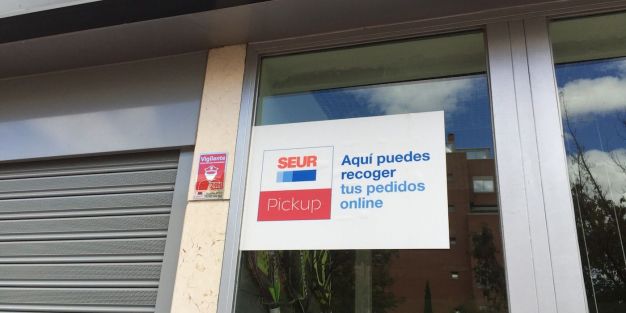 Vigilante
SEUR
Pickup
Aquí puedes
recoger
tus pedidos
online